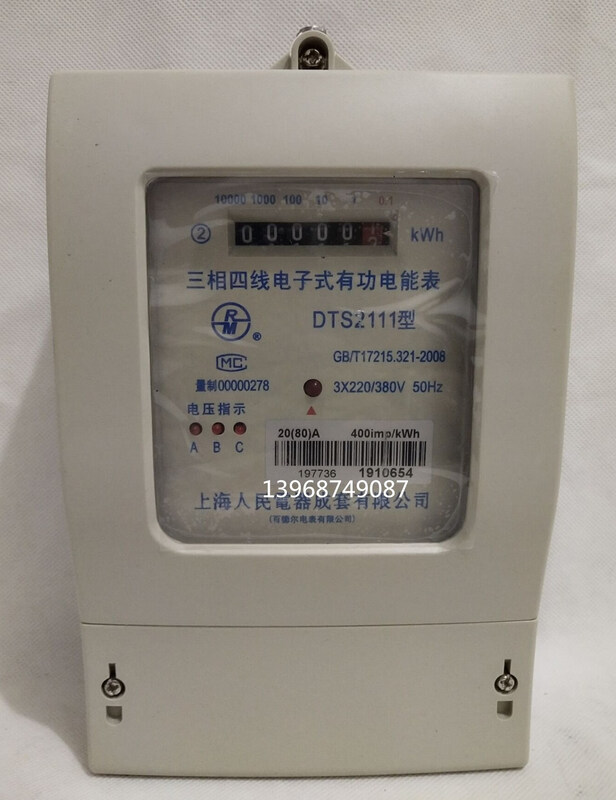 10000 1000 100 10 1 0.1
② 00000 kWh
三相四线电子式有功电能表
RM ® DTS2111型
MC GB/T17215.321-2008
量制00000278 3X220/380V 50Hz
电压指示
A B C
20(80)A 400imp/kWh
197736 1910654
13968749087
上海人民電器成套有限公司